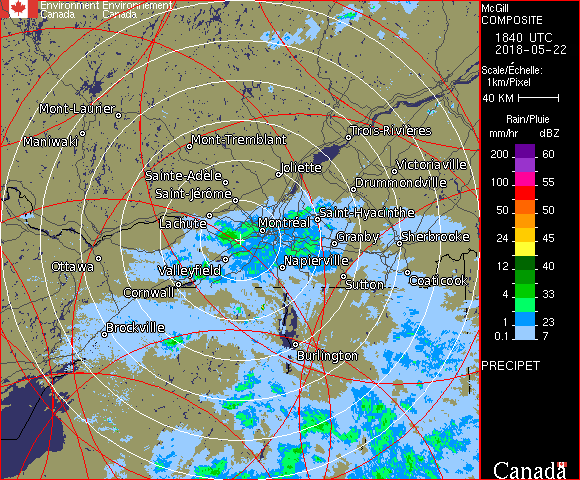 Environment Environnement
Canada Canada
McGill
COMPOSITE
1840 UTC
2018-05-22
Scale/Échelle:
1km/Pixel
40 KM
Rain/Pluie
mm/hr dBZ
200 60
100 55
50 50
24 45
12 40
4 33
1 23
0.1 7
PRECIPET
Canada
Mont-Laurier
Maniwaki
Mont-Tremblant
Trois-Rivières
Sainte-Adèle
Joliette
Victoriaville
Saint-Jérôme
Drummondville
Lachute
Montréal
Saint-Hyacinthe
Granby
Sherbrooke
Ottawa
Valleyfield
Napierville
Cornwall
Sutton
Coaticook
Brockville
Burlington